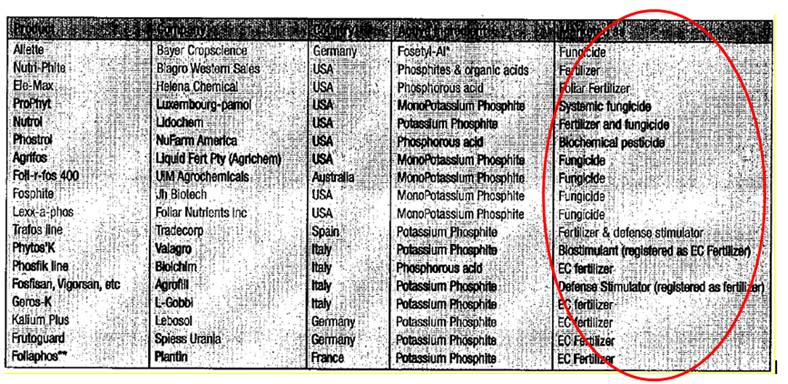 Product Company Country Active Ingredient
Aliette Bayer Cropscience Germany Fosetyl-Al* Fungicide
Nutri-Phite Biagro Western Sales USA Phosphites & organic acids Fertilizer
Ele-Max Helena Chemical USA Phosphorous acid Foliar Fertilizer
ProPhyt Luxembourg-pamol USA MonoPotassium Phosphite Systemic fungicide
Nutrol Lidochem USA Potassium Phosphite Fertilizer and fungicide
Phostrol NuFarm America USA Phosphorous acid Biochemical pesticide
Agrifos Liquid Fert Pty (Agrichem) USA MonoPotassium Phosphite Fungicide
Foli-r-fos 400 UIM Agrochemicals Australia MonoPotassium Phosphite Fungicide
Fosphite Jh Biotech USA MonoPotassium Phosphite Fungicide
Lexx-a-phos Foliar Nutrients Inc USA MonoPotassium Phosphite Fungicide
Trafos line Tradecorp Spain Potassium Phosphite Fertilizer & defense stimulator
Phytos'K Valagro Italy Potassium Phosphite Biostimulant (registered as EC Fertilizer)
Phosfik line Biolchim Italy Phosphorous acid EC fertilizer
Fosfisan, Vigorsan, etc Agrofill Italy Potassium Phosphite Defense Stimulator (registered as fertilizer)
Geros-K L-Gobbi Italy Potassium Phosphite EC fertilizer
Kalium Plus Lebosol Germany Potassium Phosphite EC fertilizer
Frutoguard Spiess Urania Germany Potassium Phosphite EC Fertilizer
Foliaphos** Plantin France Potassium Phosphite EC Fertilizer